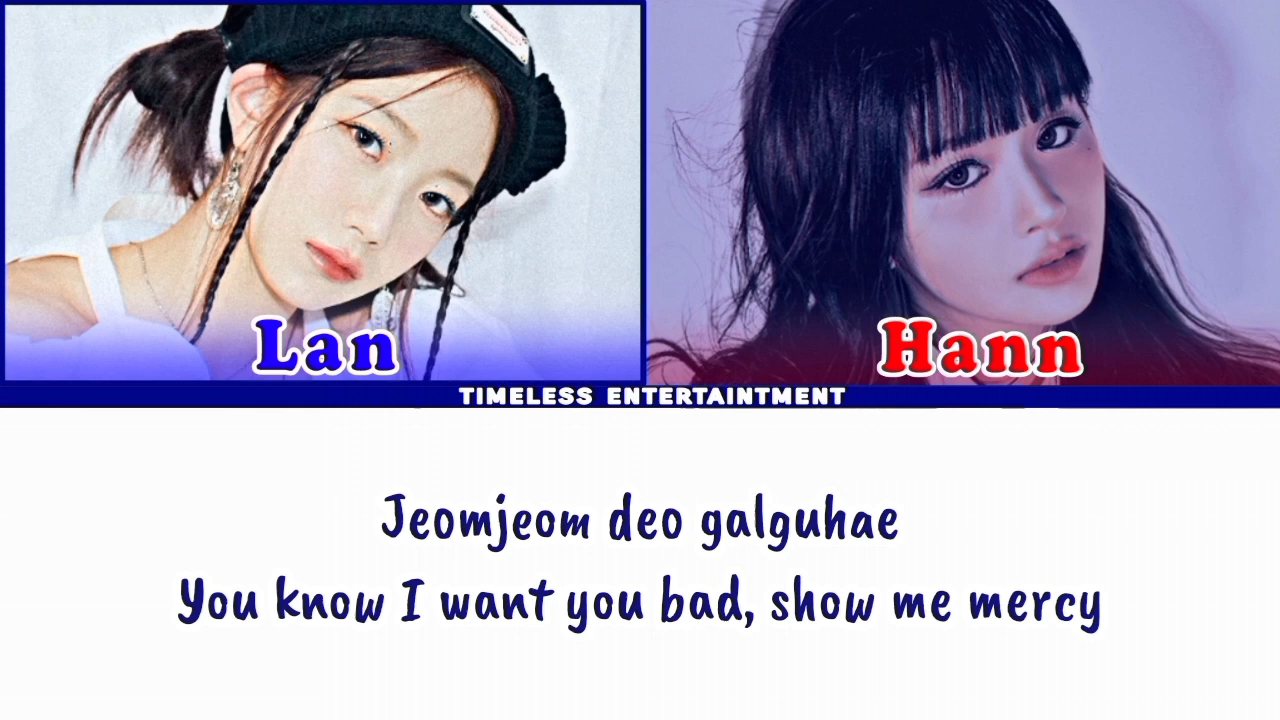 Lan
Hann
TIMELESS ENTERTAINTMENT
Jeomjeom deo galguhae
You know I want you bad, show me mercy